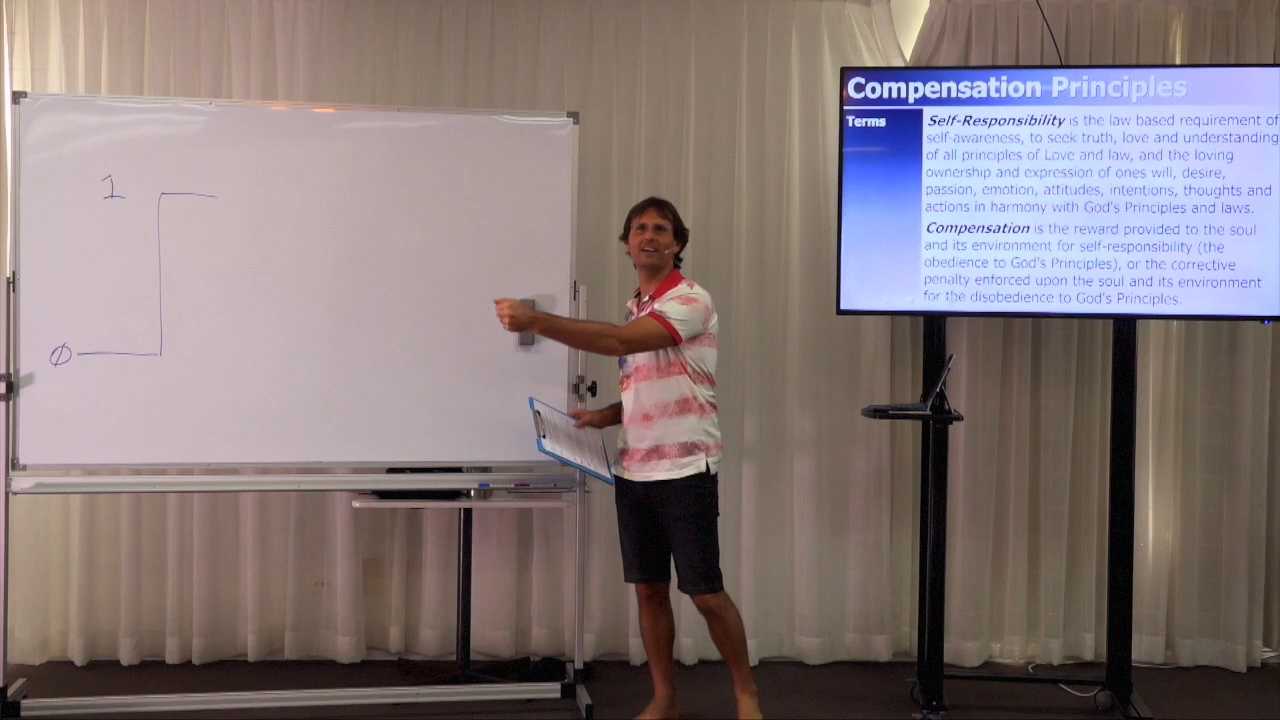 1
Ø
Compensation Principles
Terms
Self-Responsibility is the law based requirement of
self-awareness, to seek truth, love and understanding
of all principles of Love and law, and the loving
ownership and expression of ones will, desire,
passion, emotion, attitudes, intentions, thoughts and
actions in harmony with God's Principles and laws.
Compensation is the reward provided to the soul
and its environment for self-responsibility (the
obedience to God's Principles), or the corrective
penalty enforced upon the soul and its environment
for the disobedience to God's Principles.